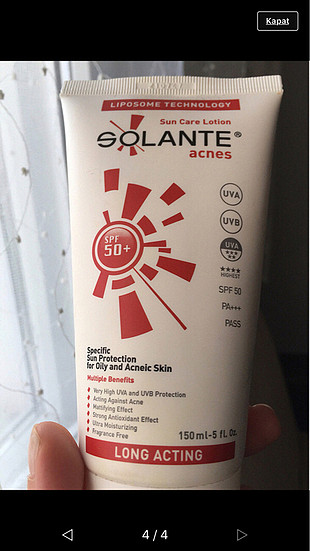 Kapat
LIPOSOME TECHNOLOGY
Sun Care Lotion
SOLANTE®
acnes
SPF
50+
UVA
UVB
UVA
★★★★
HIGHEST
SPF 50
PA+++
PASS
Specific
Sun Protection
for Oily and Acneic Skin
Multiple Benefits
Very High UVA and UVB Protection
Acting Against Acne
Mattifying Effect
Strong Antioxidant Effect
Ultra Moisturizing
Fragrance Free
150 ml-5 fl. Oz.
LONG ACTING
4 / 4